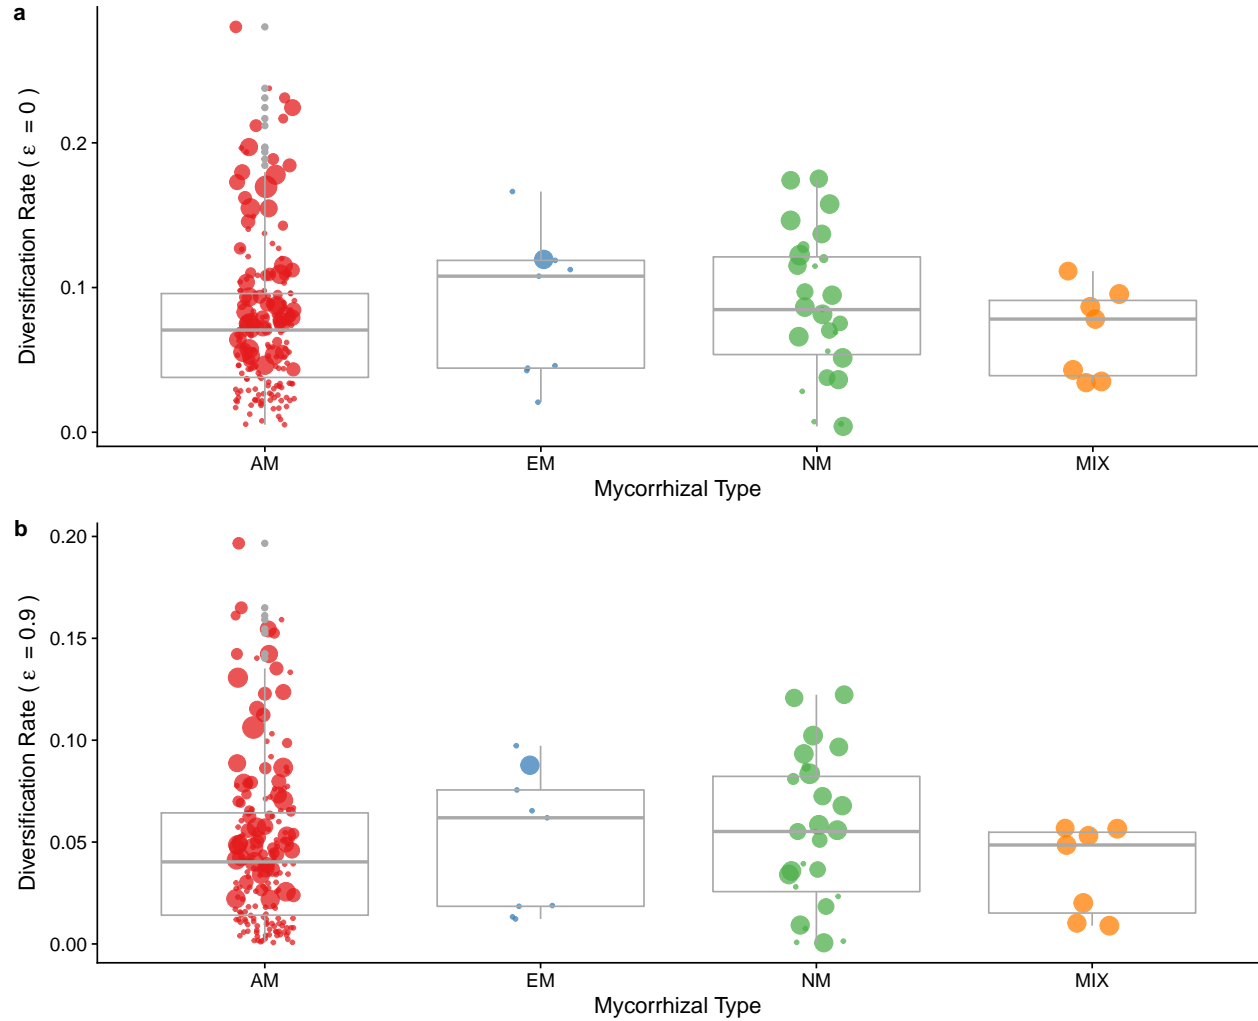 a
Diversification Rate ( ε = 0 )
0.2
0.1
0.0
AM EM NM MIX
Mycorrhizal Type
b
Diversification Rate ( ε = 0.9 )
0.20
0.15
0.10
0.05
0.00
AM EM NM MIX
Mycorrhizal Type